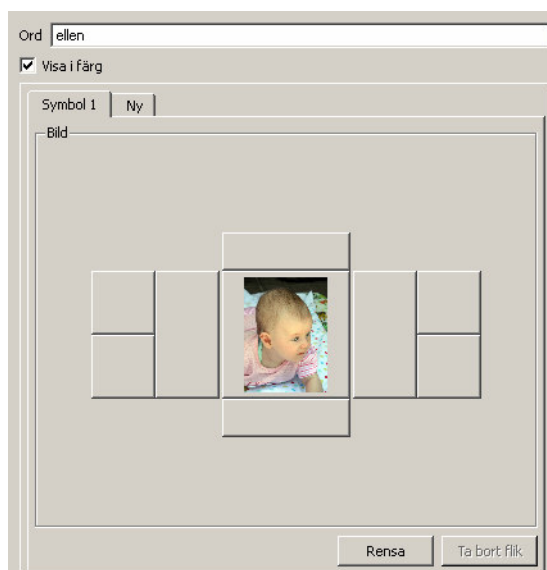 Ord ellen
Visa i färg
Symbol 1 Ny
Bild
Rensa Ta bort flik